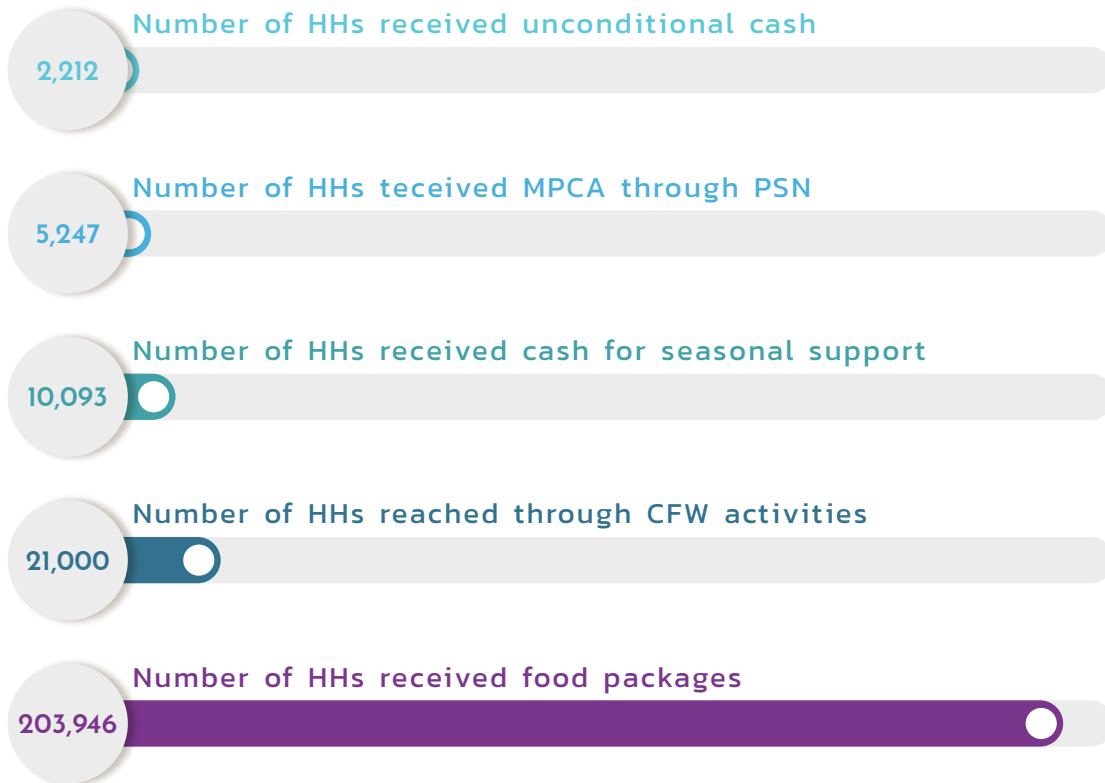 Number of HHs received unconditional cash
2,212
Number of HHs teceived MPCA through PSN
5,247
Number of HHs received cash for seasonal support
10,093
Number of HHs reached through CFW activities
21,000
Number of HHs received food packages
203,946